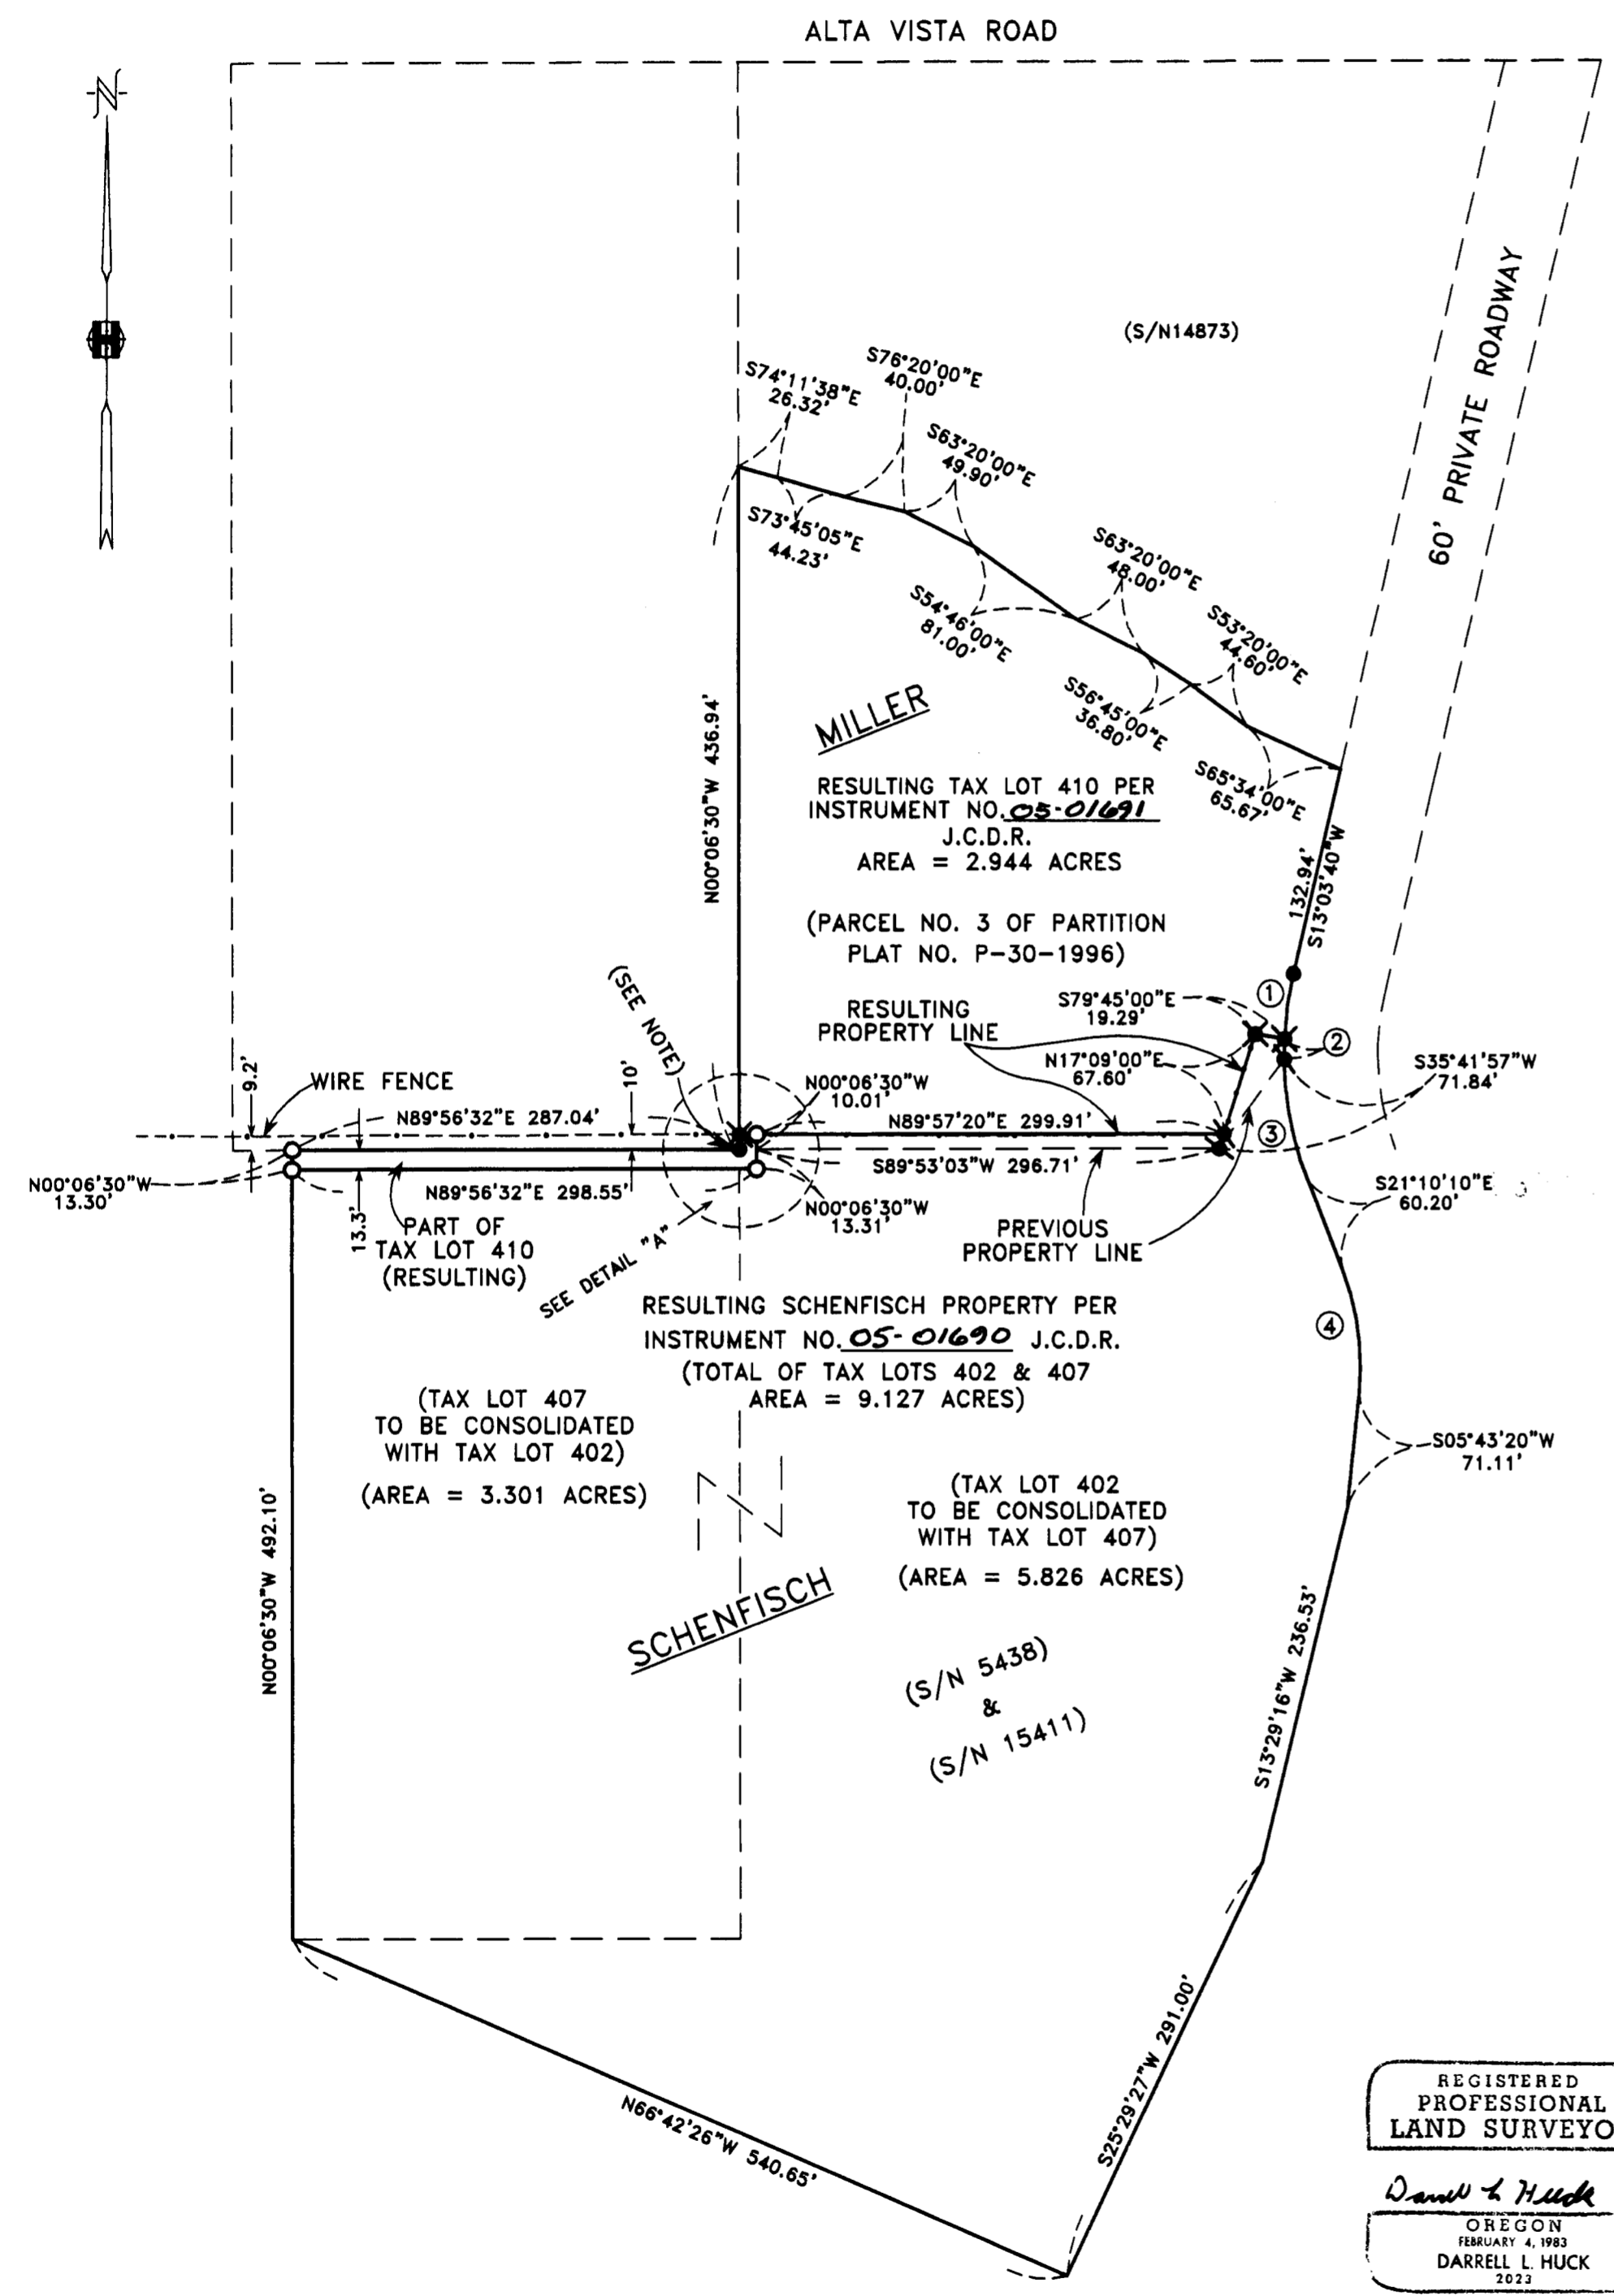 ALTA VISTA ROAD
N
(S/N14873)
60' PRIVATE ROADWAY
S74°11'38"E
26.32'
S76°20'00"E
40.00'
S63°20'00"E
49.90'
S73°45'05"E
44.23'
S63°20'00"E
48.00'
S54°46'00"E
81.00'
S53°20'00"E
44.60'
S56°45'00"E
36.80'
S65°34'00"E
65.67'
N00°06'30"W 436.94'
MILLER
RESULTING TAX LOT 410 PER
INSTRUMENT NO. 05-01691
J.C.D.R.
AREA = 2.944 ACRES
(PARCEL NO. 3 OF PARTITION
PLAT NO. P-30-1996)
132.94'
S13°03'40"W
1
S79°45'00"E
19.29'
RESULTING
PROPERTY LINE
2
(SEE NOTE)
N17°09'00"E
67.60'
S35°41'57"W
71.84'
9.2'
WIRE FENCE
10'
N00°06'30"W
10.01'
N89°56'32"E 287.04'
N89°57'20"E 299.91'
3
S89°53'03"W 296.71'
N00°06'30"W
13.30'
N89°56'32"E 298.55'
N00°06'30"W
13.31'
S21°10'10"E
60.20'
13.3'
PART OF
TAX LOT 410
(RESULTING)
SEE DETAIL "A"
PREVIOUS
PROPERTY LINE
RESULTING SCHENFISCH PROPERTY PER
INSTRUMENT NO. 05-01690 J.C.D.R.
(TOTAL OF TAX LOTS 402 & 407
AREA = 9.127 ACRES)
4
(TAX LOT 407
TO BE CONSOLIDATED
WITH TAX LOT 402)
(AREA = 3.301 ACRES)
S05°43'20"W
71.11'
(TAX LOT 402
TO BE CONSOLIDATED
WITH TAX LOT 407)
(AREA = 5.826 ACRES)
N00°06'30"W 492.10'
SCHENFISCH
(S/N 5438)
&
(S/N 15411)
S13°29'16"W 236.53'
S25°29'27"W 291.00'
N66°42'26"W 540.65'
REGISTERED
PROFESSIONAL
LAND SURVEYO
Darrell L Huck
OREGON
FEBRUARY 4, 1983
DARRELL L. HUCK
2023